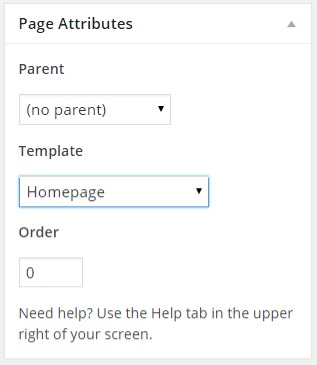 Page Attributes
Parent
(no parent)
Template
Homepage
Order
0
Need help? Use the Help tab in the upper
right of your screen.